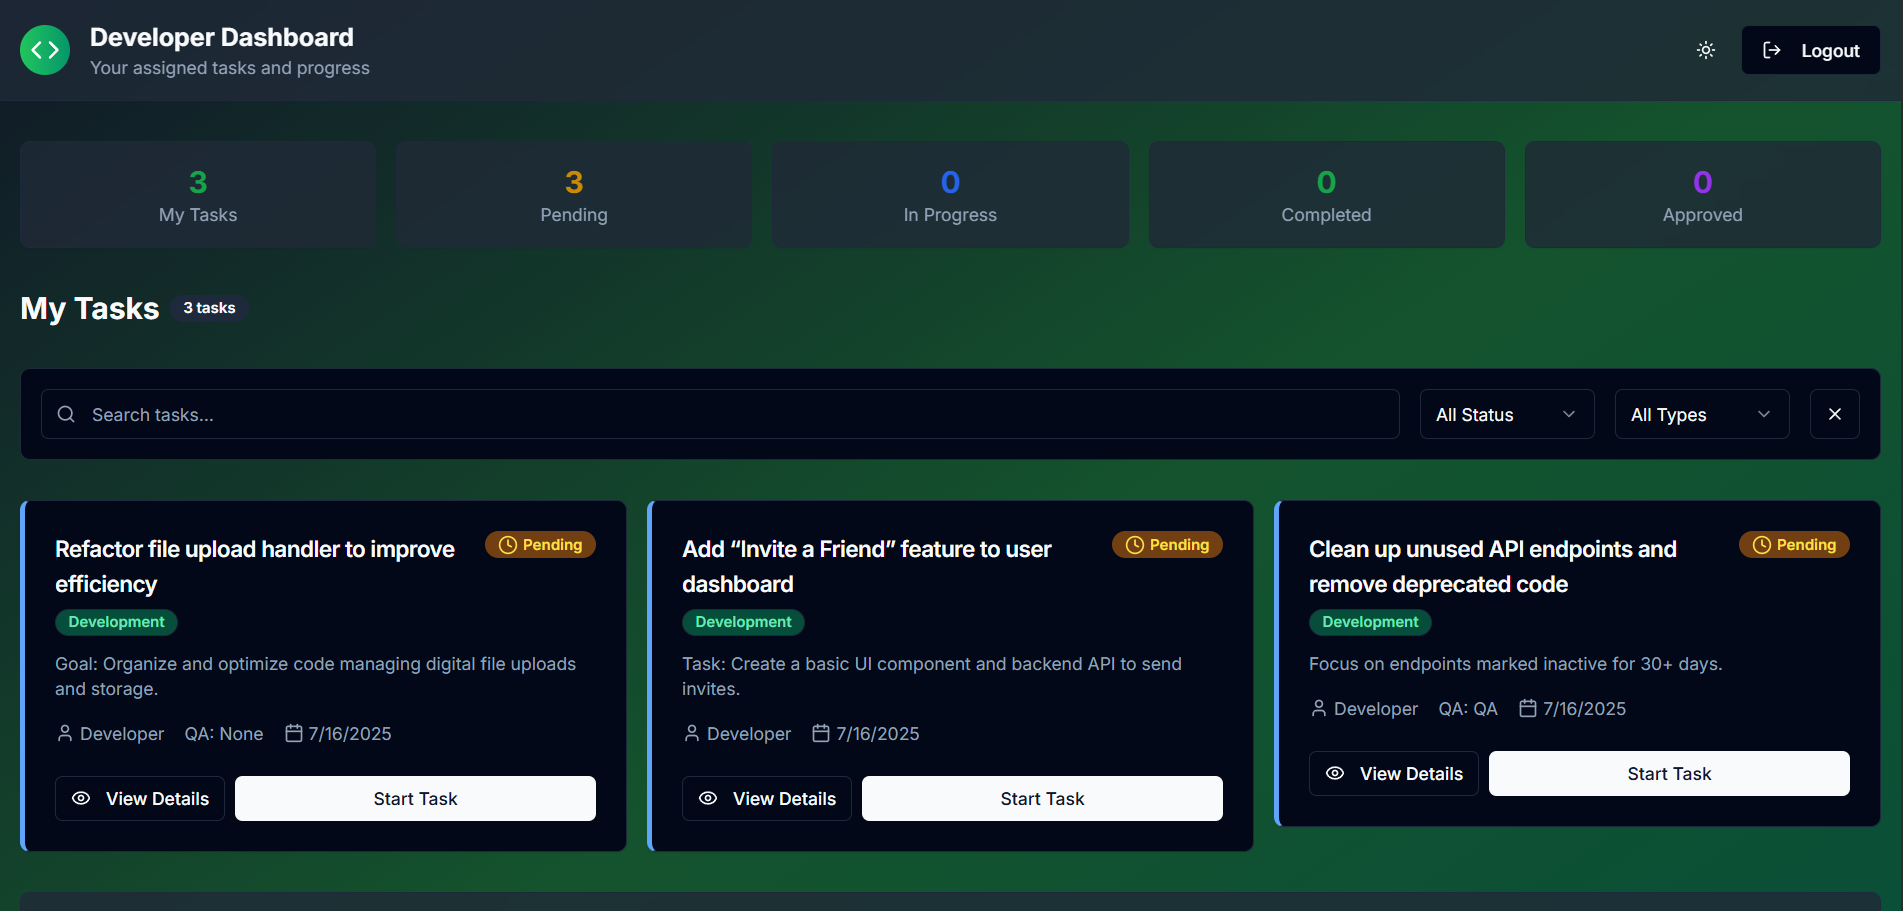 Developer Dashboard
Your assigned tasks and progress
Logout
3
My Tasks
3
Pending
0
In Progress
0
Completed
0
Approved
My Tasks
3 tasks
Search tasks...
All Status
All Types
Refactor file upload handler to improve
efficiency
Pending
Development
Goal: Organize and optimize code managing digital file uploads
and storage.
Developer QA: None 7/16/2025
View Details
Start Task
Add “Invite a Friend” feature to user
dashboard
Pending
Development
Task: Create a basic UI component and backend API to send
invites.
Developer 7/16/2025
View Details
Start Task
Clean up unused API endpoints and
remove deprecated code
Pending
Development
Focus on endpoints marked inactive for 30+ days.
Developer QA: QA 7/16/2025
View Details
Start Task